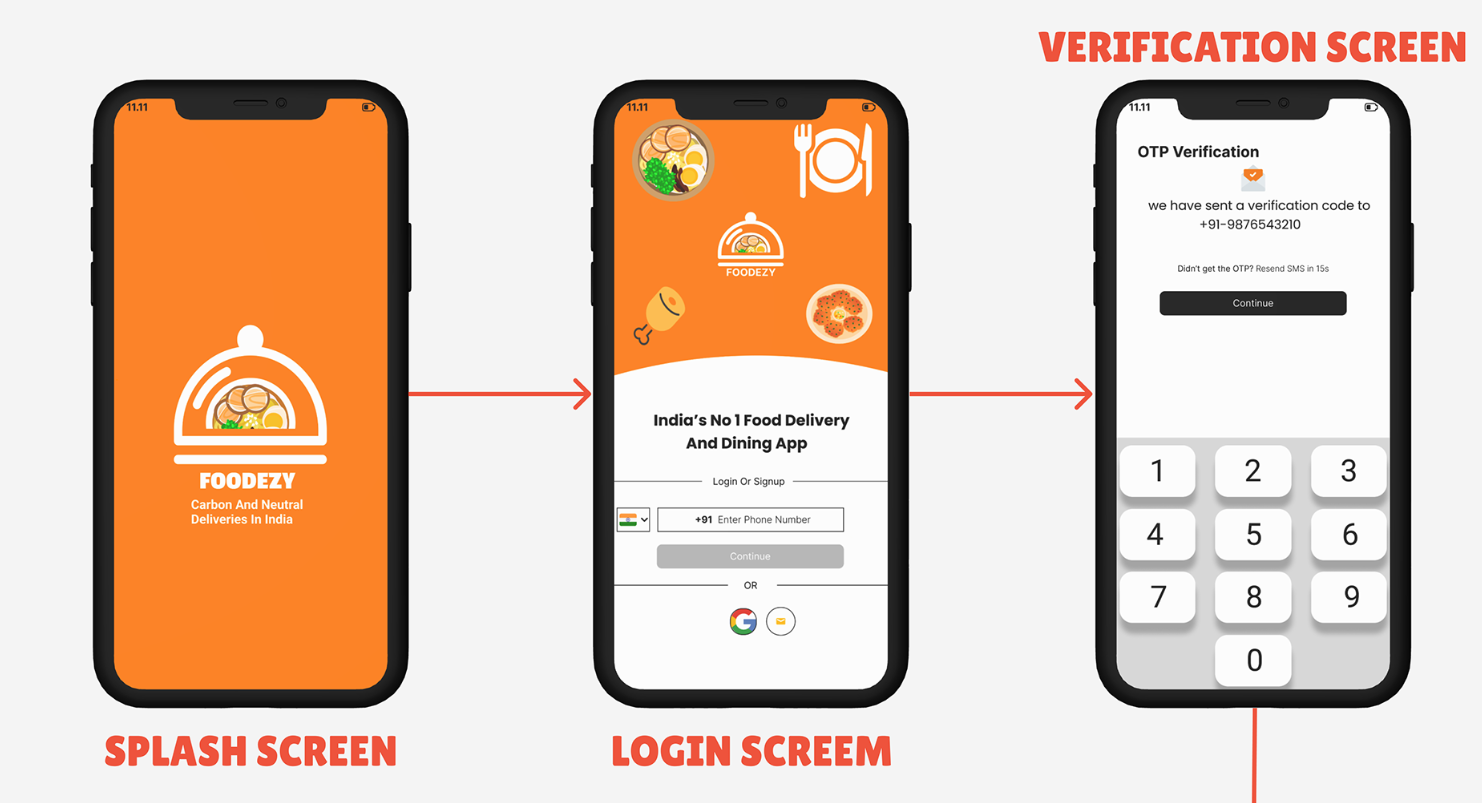 VERIFICATION SCREEN
11.11
FOODEZY
Carbon And Neutral
Deliveries In India
SPLASH SCREEN
11.11
FOODEZY
India's No 1 Food Delivery
And Dining App
Login Or Signup
+91 Enter Phone Number
Continue
OR
G
LOGIN SCREEM
11.11
OTP Verification
we have sent a verification code to
+91-9876543210
Didn't get the OTP? Resend SMS in 15s
Continue
1 2 3
4 5 6
7 8 9
0